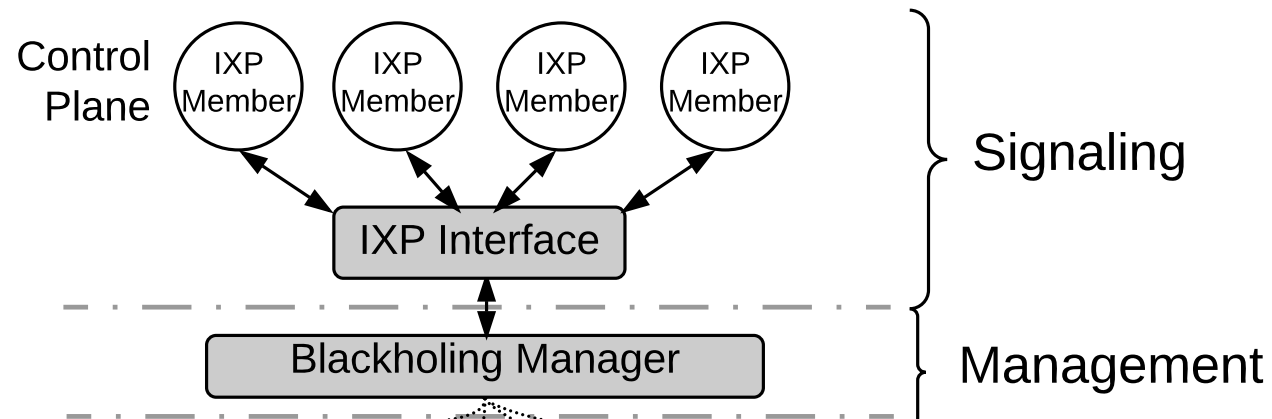 Control
Plane
IXP
Member
IXP
Member
IXP
Member
IXP
Member
Signaling
IXP Interface
Blackholing Manager
Management